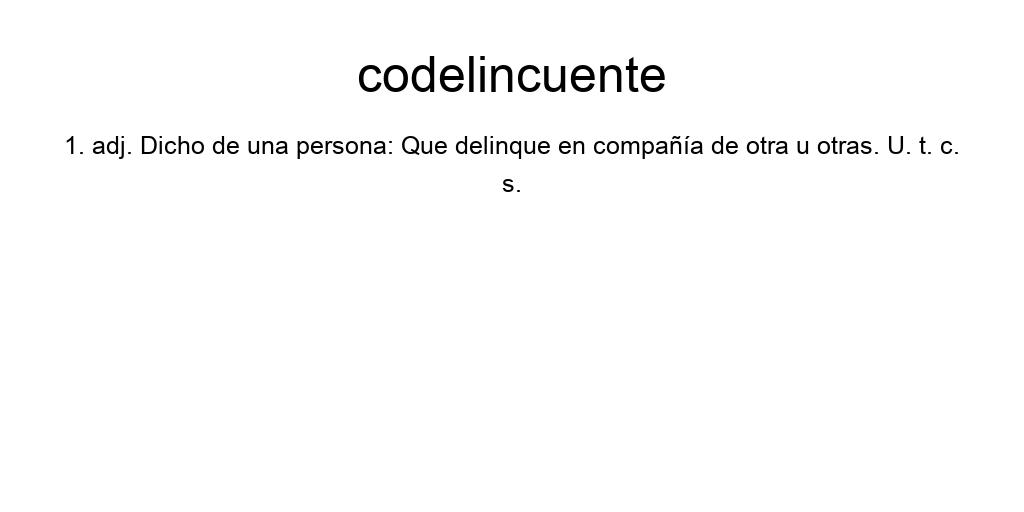 codelincuente
1. adj. Dicho de una persona: Que delinque en compañía de otra u otras. U. t. c.
s.